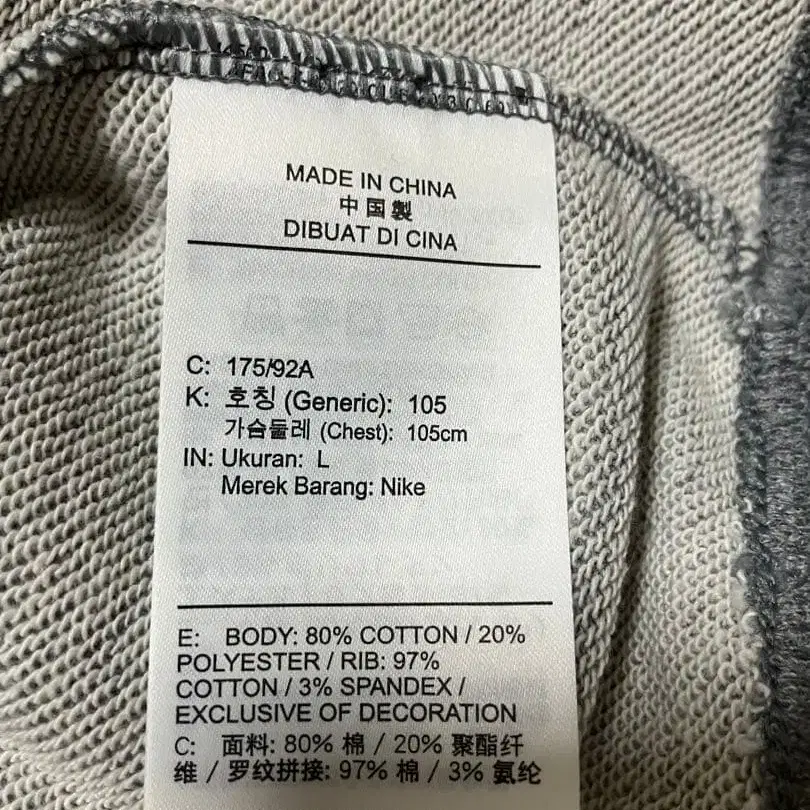 MADE IN CHINA
中国製
DIBUAT DI CINA
C: 175/92A
K: 호칭 (Generic): 105
가슴둘레 (Chest): 105cm
IN: Ukuran: L
Merek Barang: Nike
E: BODY: 80% COTTON / 20%
POLYESTER / RIB: 97%
COTTON / 3% SPANDEX /
EXCLUSIVE OF DECORATION
C: 面料: 80% 棉 / 20% 聚酯纤
维 / 罗纹拼接: 97% 棉 / 3% 氨纶